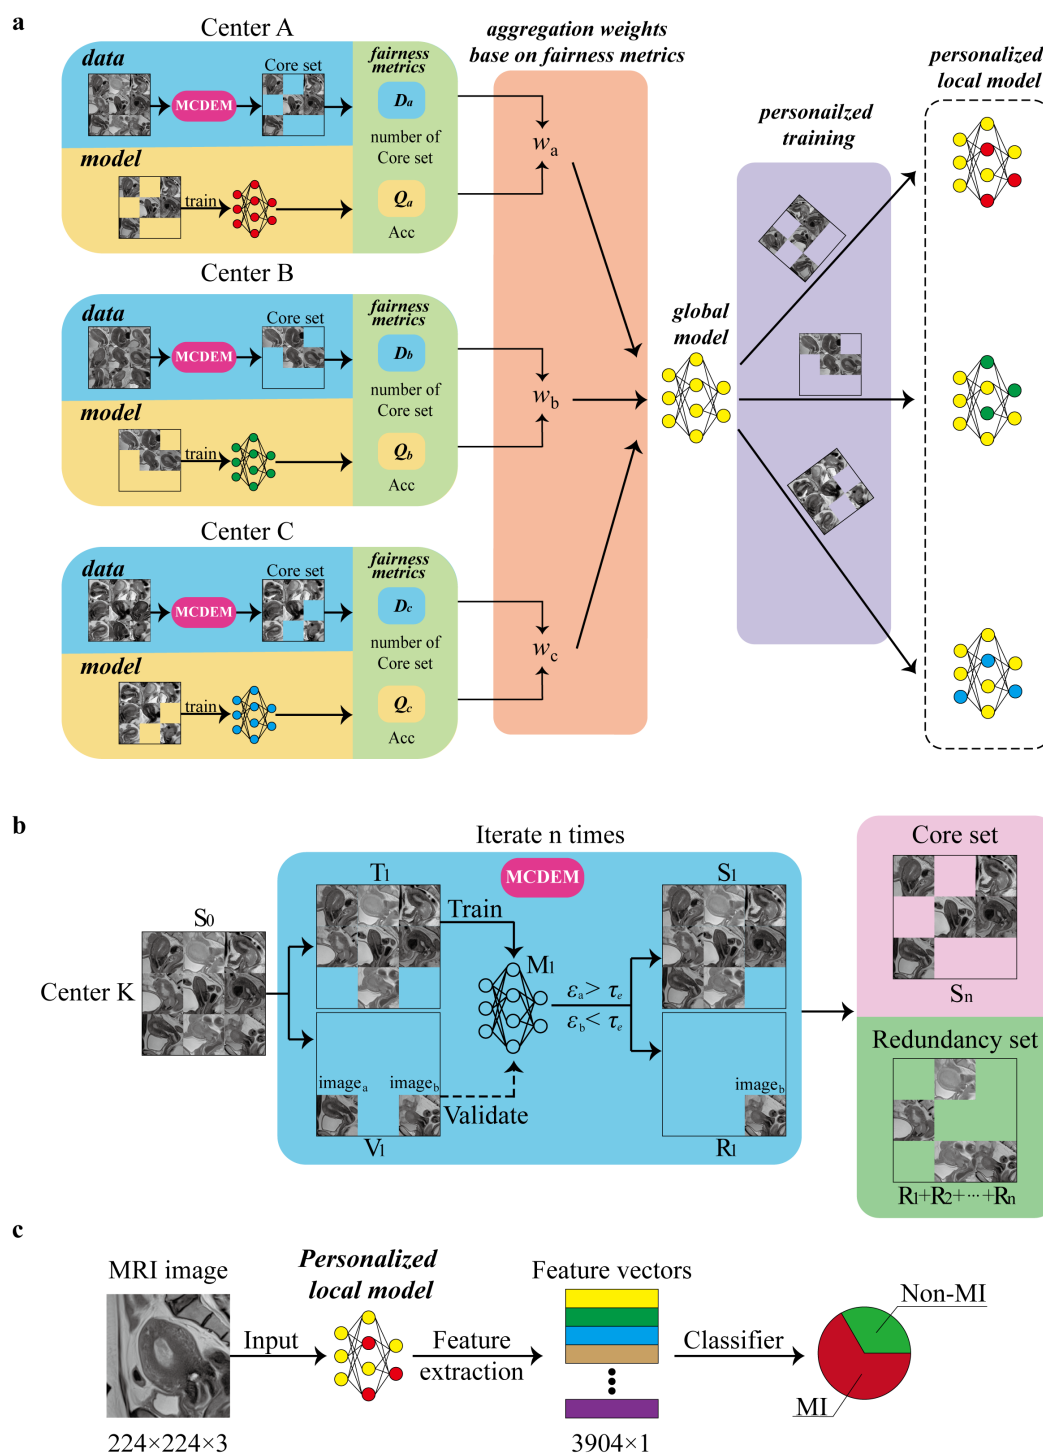 a
Center A
data
Core set
MCDEM
fairness
metrics
Da
number of
Core set
model
train
Qa
Acc
Center B
data
Core set
MCDEM
fairness
metrics
Db
number of
Core set
model
train
Qb
Acc
Center C
data
Core set
MCDEM
fairness
metrics
Dc
number of
Core set
model
train
Qc
Acc
aggregation weights
base on fairness metrics
wa
wb
wc
global
model
personailzed
training
personalized
local model
b
Iterate n times
MCDEM
Center K
S0
T1
Train
M1
εa> τe
εb< τe
S1
imagea
imageb
Validate
V1
imageb
R1
Core set
Sn
Redundancy set
R1+R2+···+Rn
c
MRI image
224×224×3
Input
Personalized
local model
Feature
extraction
Feature vectors
3904×1
Classifier
Non-MI
MI